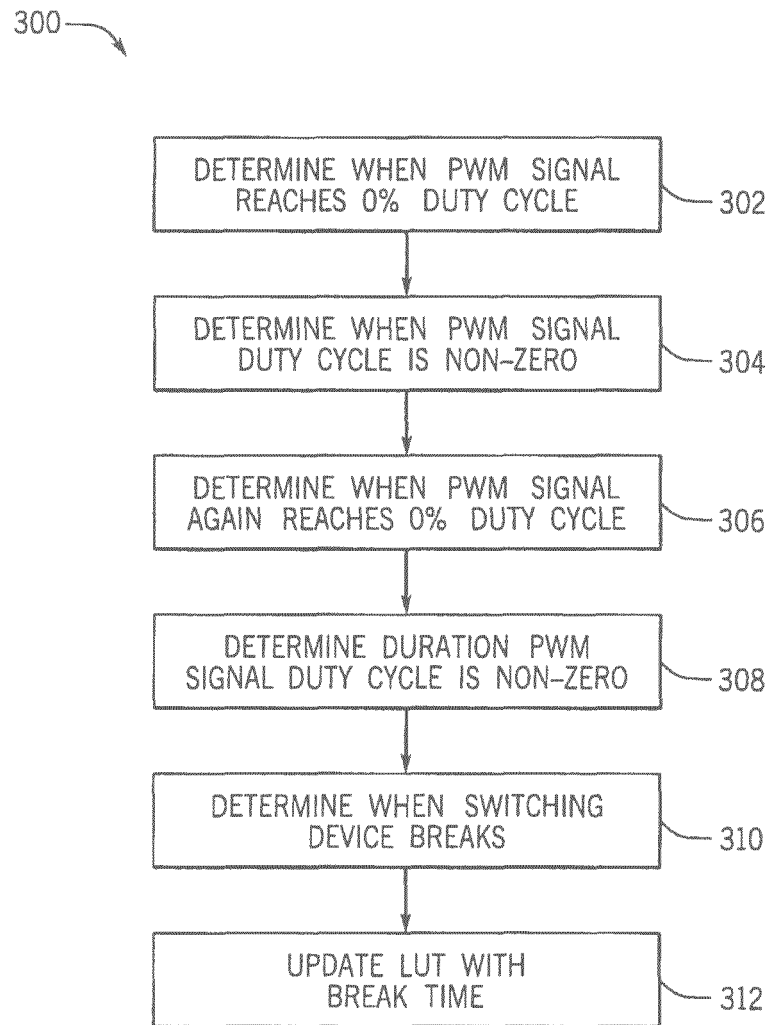 300
DETERMINE WHEN PWM SIGNAL
REACHES 0% DUTY CYCLE
302
DETERMINE WHEN PWM SIGNAL
DUTY CYCLE IS NON-ZERO
304
DETERMINE WHEN PWM SIGNAL
AGAIN REACHES 0% DUTY CYCLE
306
DETERMINE DURATION PWM
SIGNAL DUTY CYCLE IS NON-ZERO
308
DETERMINE WHEN SWITCHING
DEVICE BREAKS
310
UPDATE LUT WITH
BREAK TIME
312